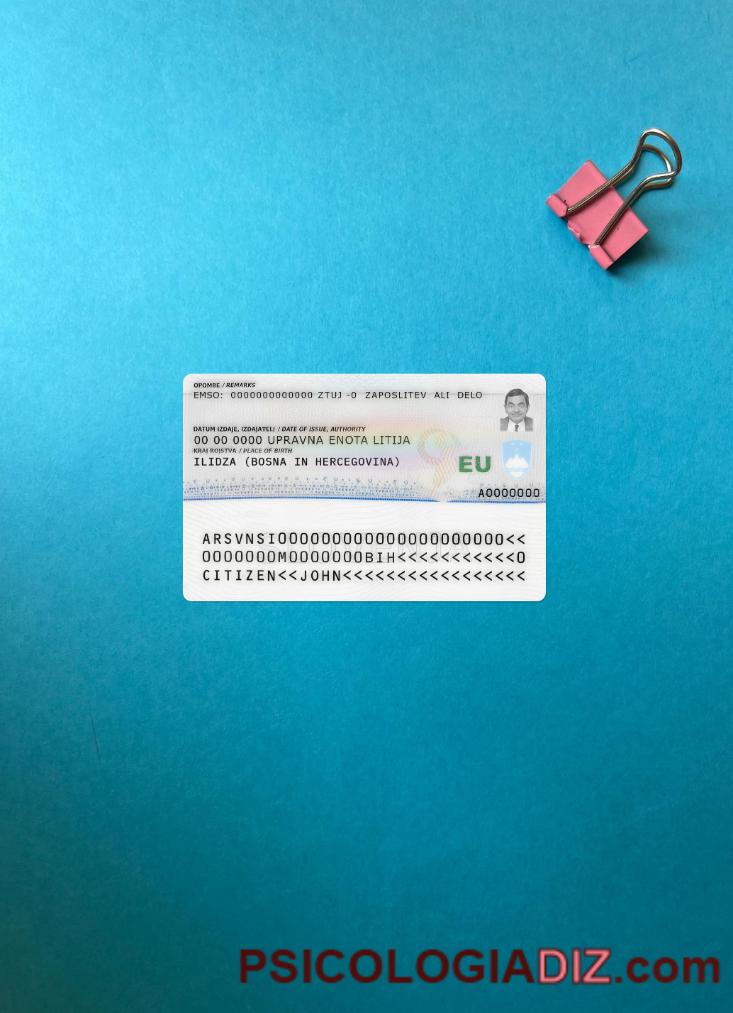 OPOMBE / REMARKS
EMSO: 0000000000000 ZTUJ -0 ZAPOSLITEV ALI DELO
DATUM IZDAJE, IZDAJATELJ / DATE OF ISSUE, AUTHORITY
00 00 0000 UPRAVNA ENOTA LITIJA
KRAJ ROJSTVA / PLACE OF BIRTH
ILIDZA (BOSNA IN HERCEGOVINA)
EU
A0000000
ARSVNSI00000000000000000000000<<
0000000M0000000BIH<<<<<<<<<<<0
CITIZEN<<JOHN<<<<<<<<<<<<<<<<<
PSICOLOGIADIZ.com